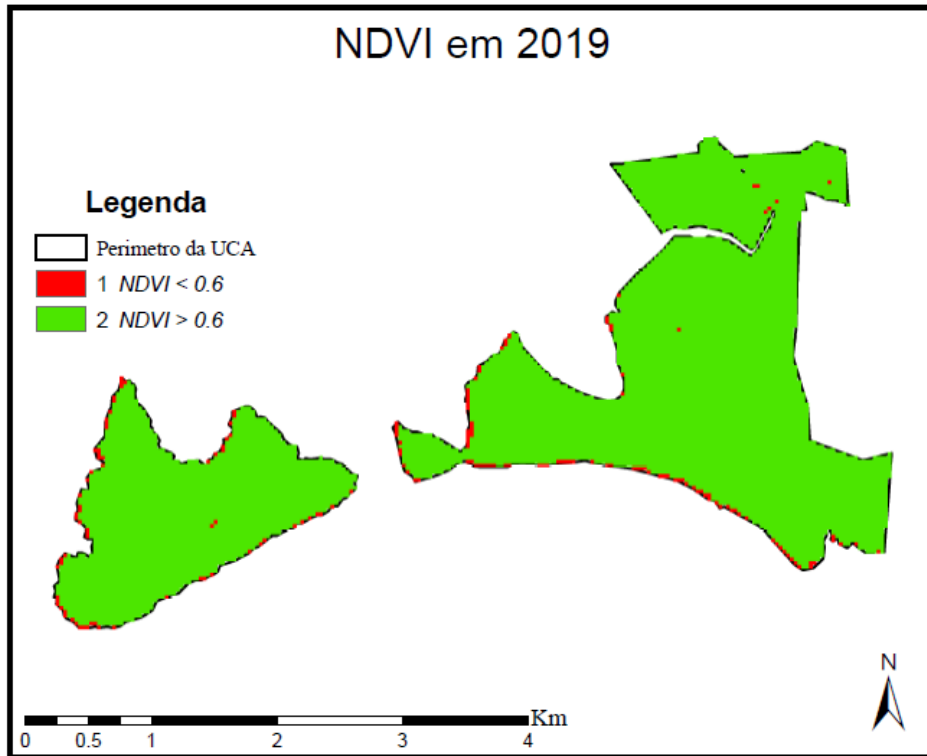 NDVI em 2019
Legenda
Perimetro da UCA
1 NDVI < 0.6
2 NDVI > 0.6
N
Km
0 0.5 1 2 3 4